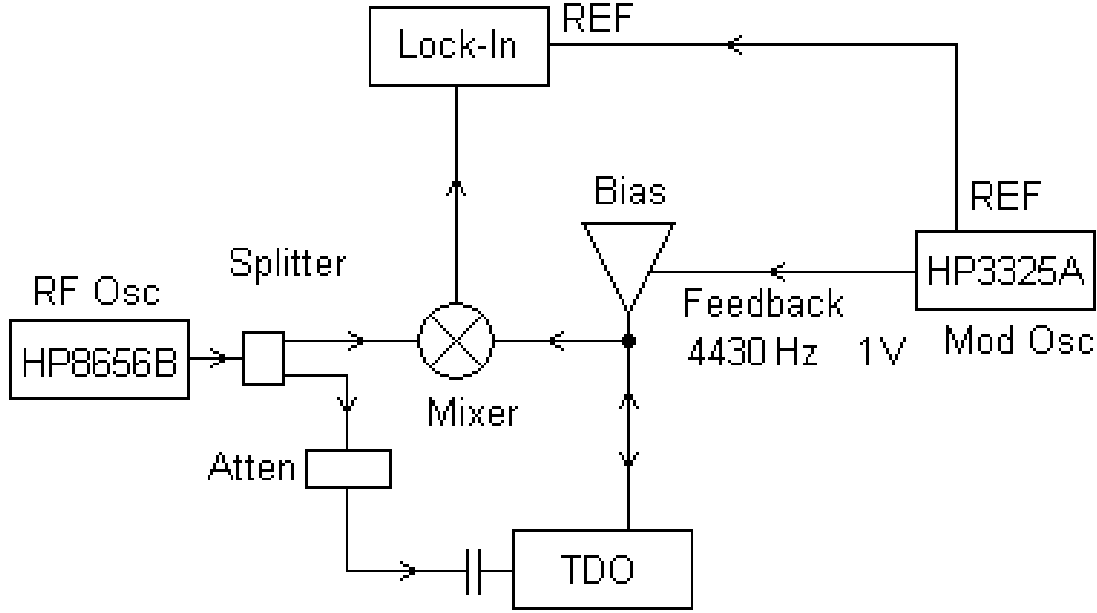 REF
Lock-In
Bias
REF
Splitter
RF Osc
HP3325A
Feedback
HP8656B
4430 Hz 1V
Mod Osc
Mixer
Atten
TDO